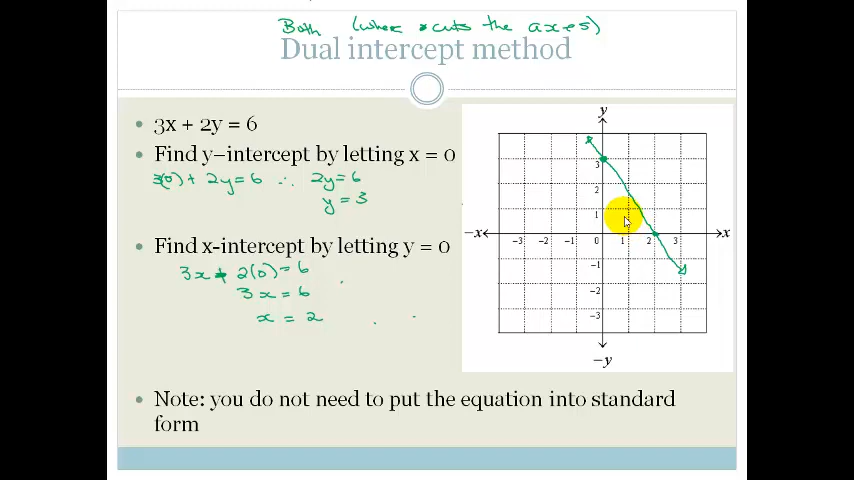 Both (where cuts the axes)
Dual intercept method
3x + 2y = 6
Find y–intercept by letting x = 0
3(0) + 2y = 6 ∴ 2y = 6
y = 3
Find x-intercept by letting y = 0
3x + 2(0) = 6
3x = 6
x = 2
Note: you do not need to put the equation into standard
form
y
3
2
1
−x −3 −2 −1 0 1 2 3 x
−1
−2
−3
−y